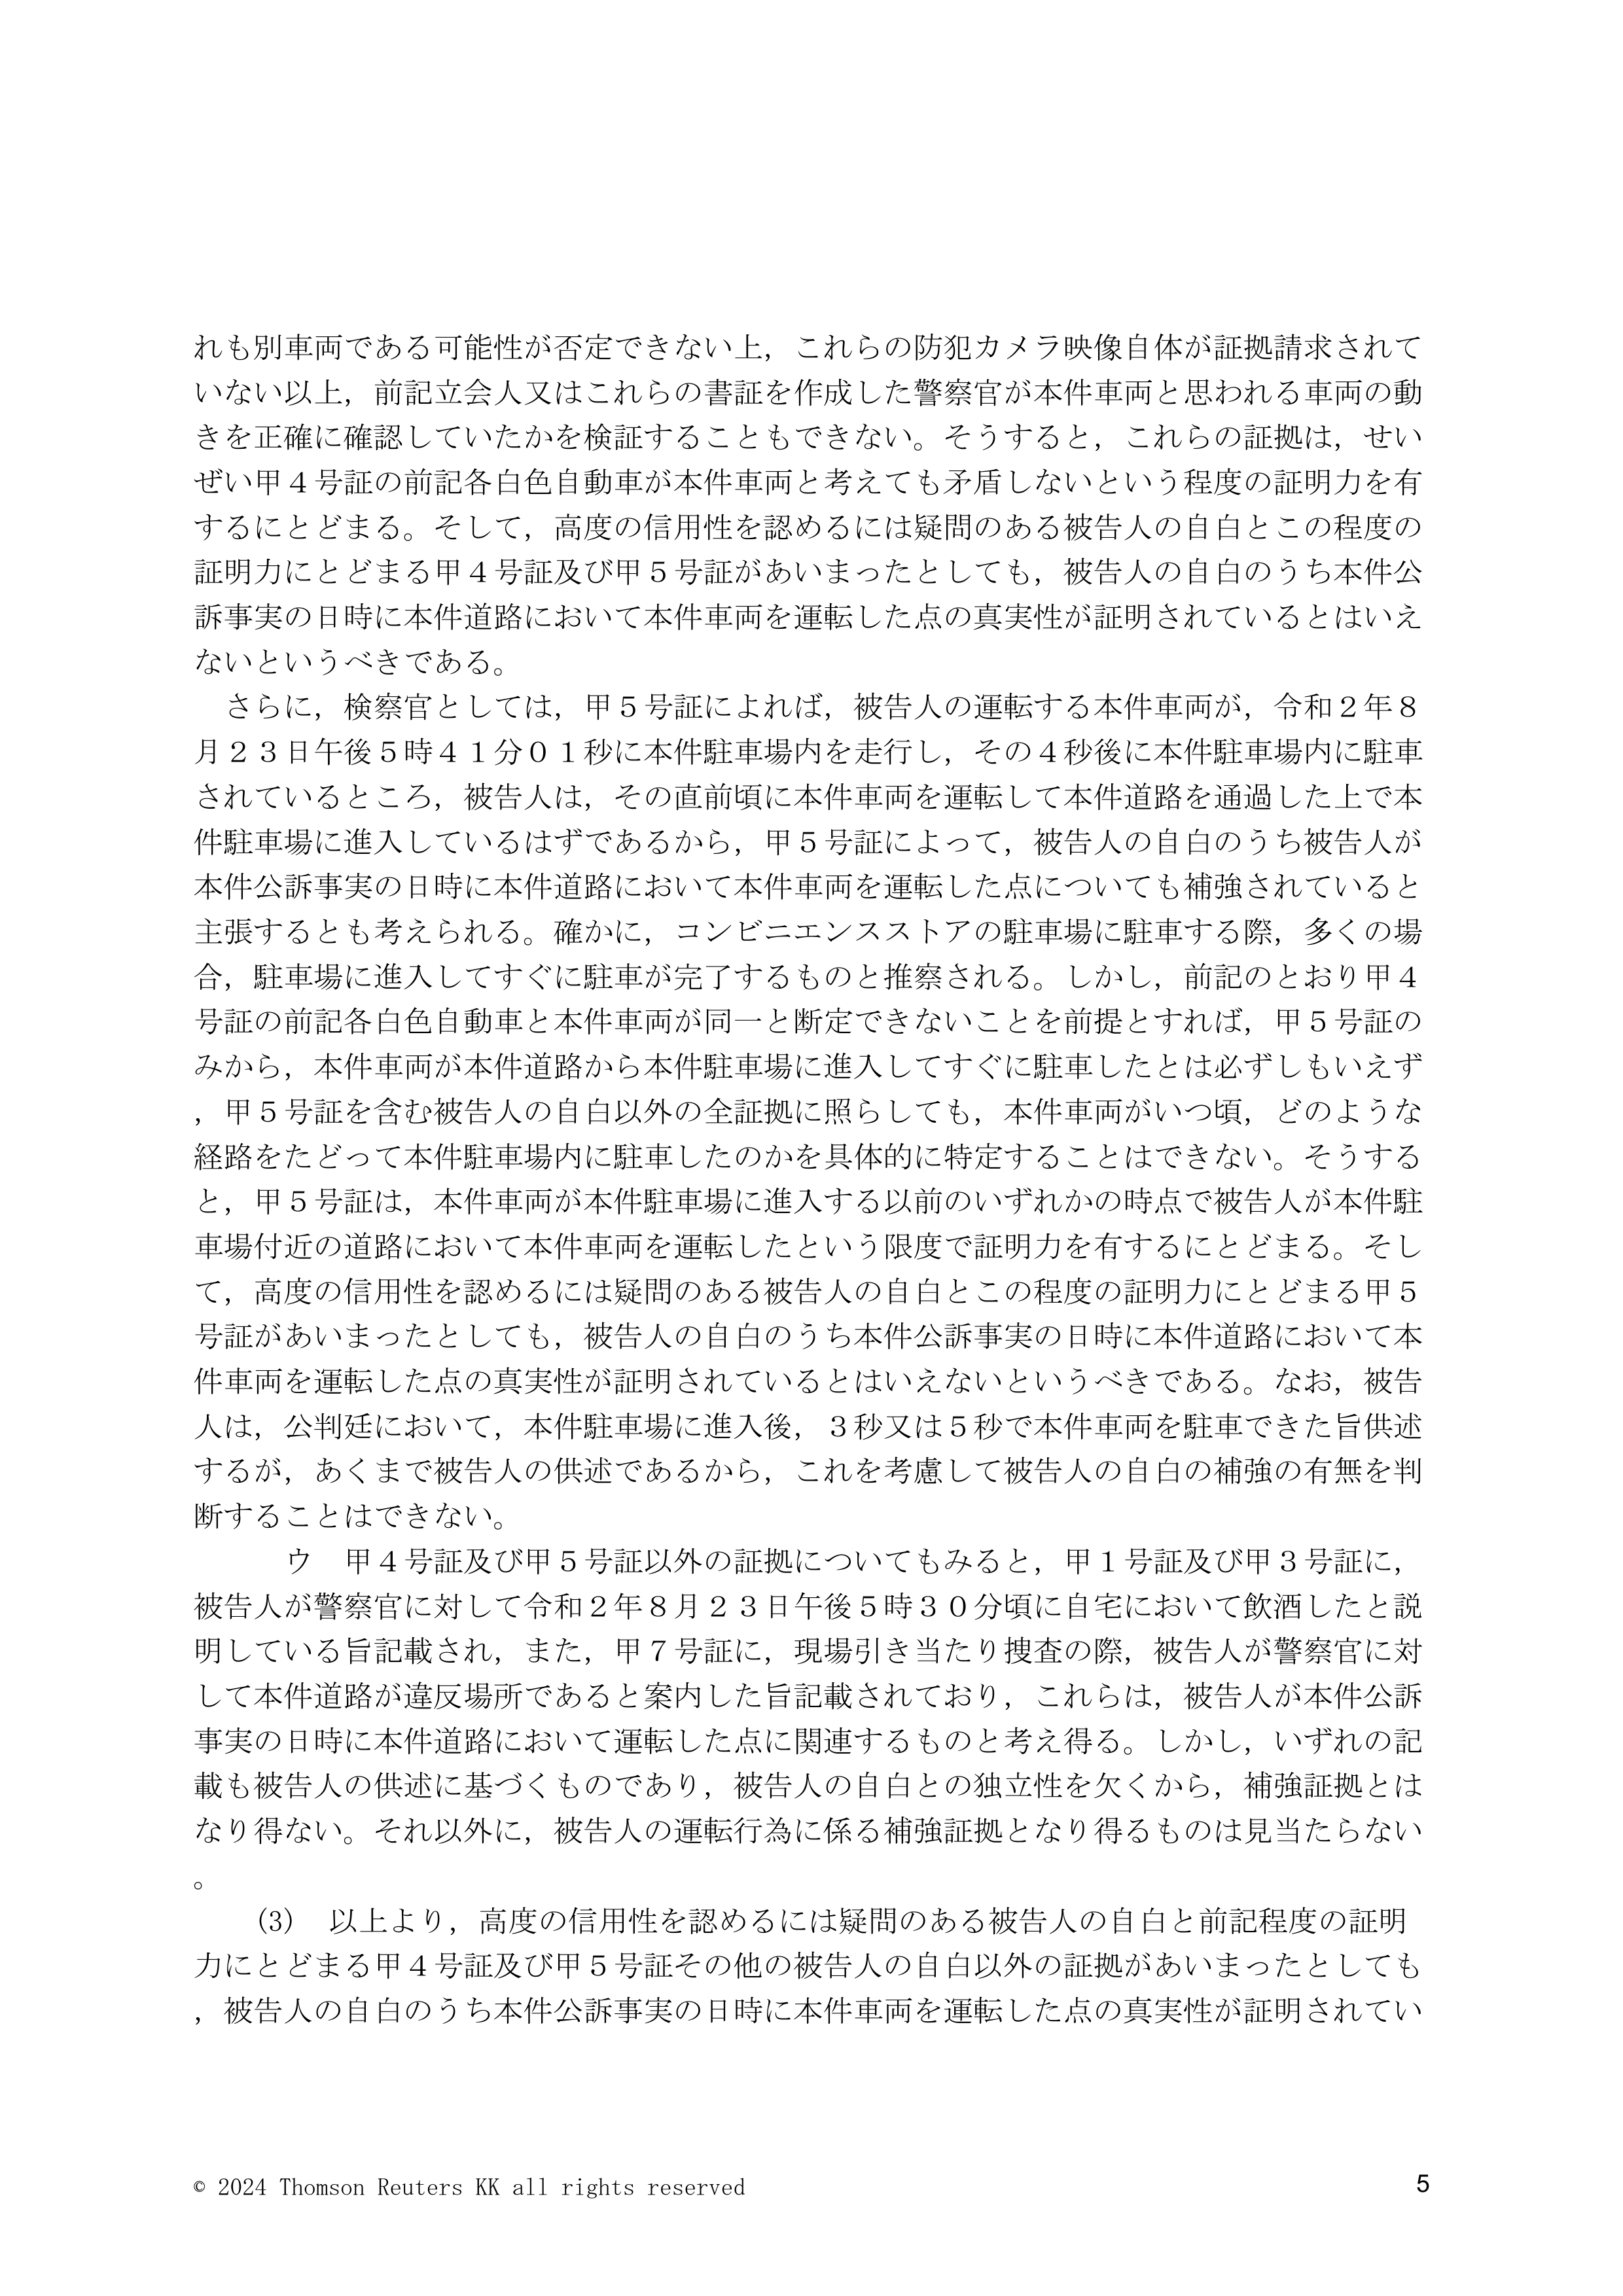 れも別車両である可能性が否定できない上，これらの防犯カメラ映像自体が証拠請求されて
いない以上，前記立会人又はこれらの書証を作成した警察官が本件車両と思われる車両の動
きを正確に確認していたかを検証することもできない。そうすると，これらの証拠は，せい
ぜい甲４号証の前記各白色自動車が本件車両と考えても矛盾しないという程度の証明力を有
するにとどまる。そして，高度の信用性を認めるには疑問のある被告人の自白とこの程度の
証明力にとどまる甲４号証及び甲５号証があいまったとしても，被告人の自白のうち本件公
訴事実の日時に本件道路において本件車両を運転した点の真実性が証明されているとはいえ
ないというべきである。
　さらに，検察官としては，甲５号証によれば，被告人の運転する本件車両が，令和２年８
月２３日午後５時４１分０１秒に本件駐車場内を走行し，その４秒後に本件駐車場内に駐車
されているところ，被告人は，その直前頃に本件車両を運転して本件道路を通過した上で本
件駐車場に進入しているはずであるから，甲５号証によって，被告人の自白のうち被告人が
本件公訴事実の日時に本件道路において本件車両を運転した点についても補強されていると
主張するとも考えられる。確かに，コンビニエンスストアの駐車場に駐車する際，多くの場
合，駐車場に進入してすぐに駐車が完了するものと推察される。しかし，前記のとおり甲４
号証の前記各白色自動車と本件車両が同一と断定できないことを前提とすれば，甲５号証の
みから，本件車両が本件道路から本件駐車場に進入してすぐに駐車したとは必ずしもいえず
，甲５号証を含む被告人の自白以外の全証拠に照らしても，本件車両がいつ頃，どのような
経路をたどって本件駐車場内に駐車したのかを具体的に特定することはできない。そうする
と，甲５号証は，本件車両が本件駐車場に進入する以前のいずれかの時点で被告人が本件駐
車場付近の道路において本件車両を運転したという限度で証明力を有するにとどまる。そし
て，高度の信用性を認めるには疑問のある被告人の自白とこの程度の証明力にとどまる甲５
号証があいまったとしても，被告人の自白のうち本件公訴事実の日時に本件道路において本
件車両を運転した点の真実性が証明されているとはいえないというべきである。なお，被告
人は，公判廷において，本件駐車場に進入後，３秒又は５秒で本件車両を駐車できた旨供述
するが，あくまで被告人の供述であるから，これを考慮して被告人の自白の補強の有無を判
断することはできない。
　　　ウ　甲４号証及び甲５号証以外の証拠についてもみると，甲１号証及び甲３号証に，
被告人が警察官に対して令和２年８月２３日午後５時３０分頃に自宅において飲酒したと説
明している旨記載され，また，甲７号証に，現場引き当たり捜査の際，被告人が警察官に対
して本件道路が違反場所であると案内した旨記載されており，これらは，被告人が本件公訴
事実の日時に本件道路において運転した点に関連するものと考え得る。しかし，いずれの記
載も被告人の供述に基づくものであり，被告人の自白との独立性を欠くから，補強証拠とは
なり得ない。それ以外に，被告人の運転行為に係る補強証拠となり得るものは見当たらない
。
　　(3)　以上より，高度の信用性を認めるには疑問のある被告人の自白と前記程度の証明
力にとどまる甲４号証及び甲５号証その他の被告人の自白以外の証拠があいまったとしても
，被告人の自白のうち本件公訴事実の日時に本件車両を運転した点の真実性が証明されてい
© 2024 Thomson Reuters KK all rights reserved
5